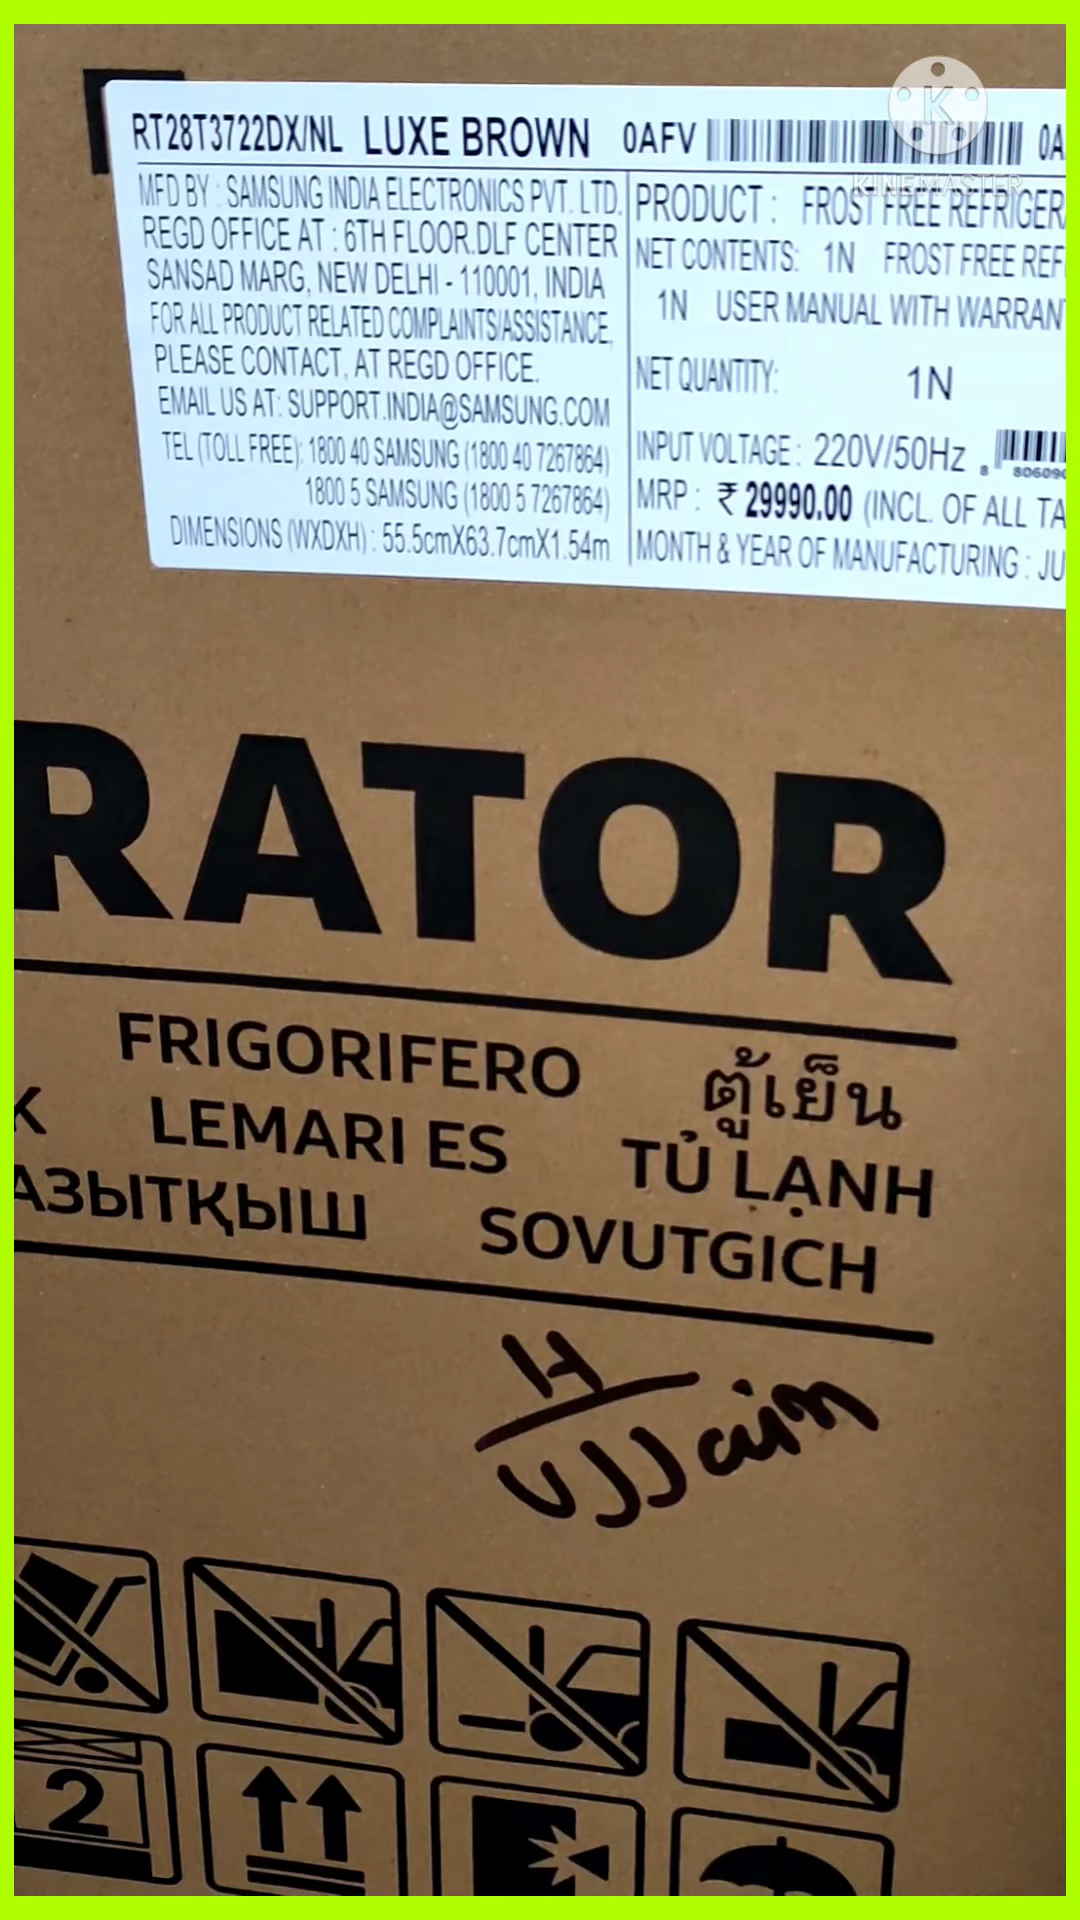 RT28T3722DX/NL LUXE BROWN 0AFV 0A
MFD BY : SAMSUNG INDIA ELECTRONICS PVT. LTD.
REGD OFFICE AT : 6TH FLOOR.DLF CENTER
SANSAD MARG, NEW DELHI - 110001, INDIA
FOR ALL PRODUCT RELATED COMPLAINTS/ASSISTANCE,
PLEASE CONTACT, AT REGD OFFICE.
EMAIL US AT: SUPPORT.INDIA@SAMSUNG.COM
TEL (TOLL FREE): 1800 40 SAMSUNG (1800 40 7267864)
1800 5 SAMSUNG (1800 5 7267864)
DIMENSIONS (WXDXH) : 55.5cmX63.7cmX1.54m
PRODUCT : FROST FREE REFRIGERA
NET CONTENTS: 1N FROST FREE REF
1N USER MANUAL WITH WARRAN
NET QUANTITY: 1N
INPUT VOLTAGE : 220V/50Hz
8 806090
MRP : ₹ 29990.00 (INCL. OF ALL TA
MONTH & YEAR OF MANUFACTURING : JU
K
KINEMASTER
RATOR
FRIGORIFERO ตู้เย็น
K LEMARI ES TỦ LẠNH
АЗЫТҚЫШ SOVUTGICH
H
UJJain
2